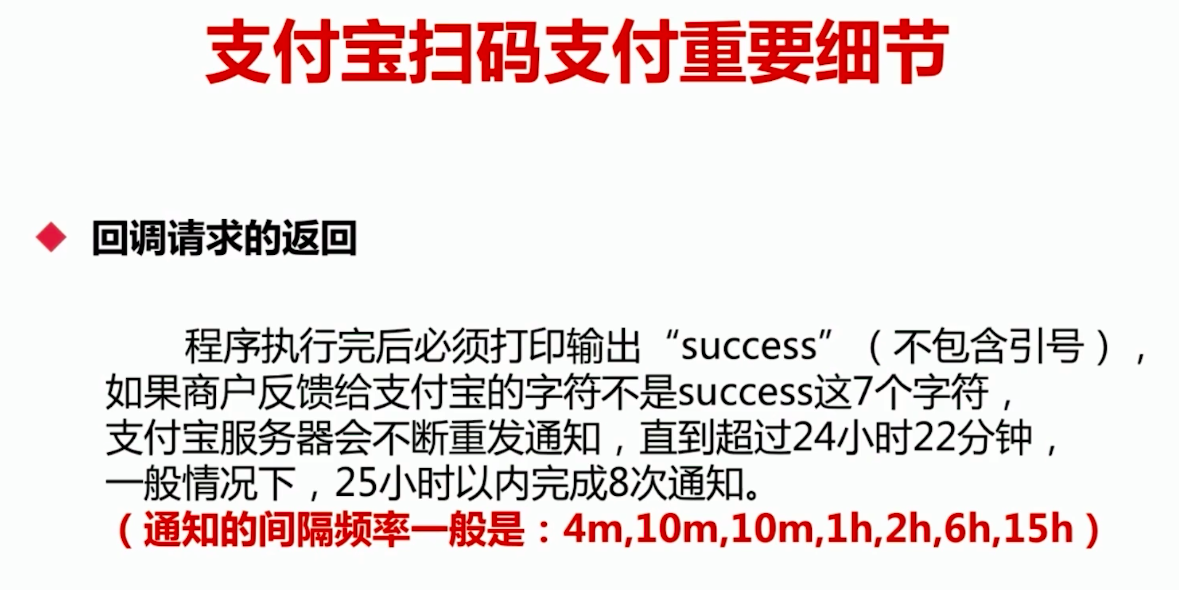 支付宝扫码支付重要细节
回调请求的返回
程序执行完后必须打印输出“success”（不包含引号），
如果商户反馈给支付宝的字符不是success这7个字符，
支付宝服务器会不断重发通知，直到超过24小时22分钟，
一般情况下，25小时以内完成8次通知。
（通知的间隔频率一般是：4m,10m,10m,1h,2h,6h,15h）